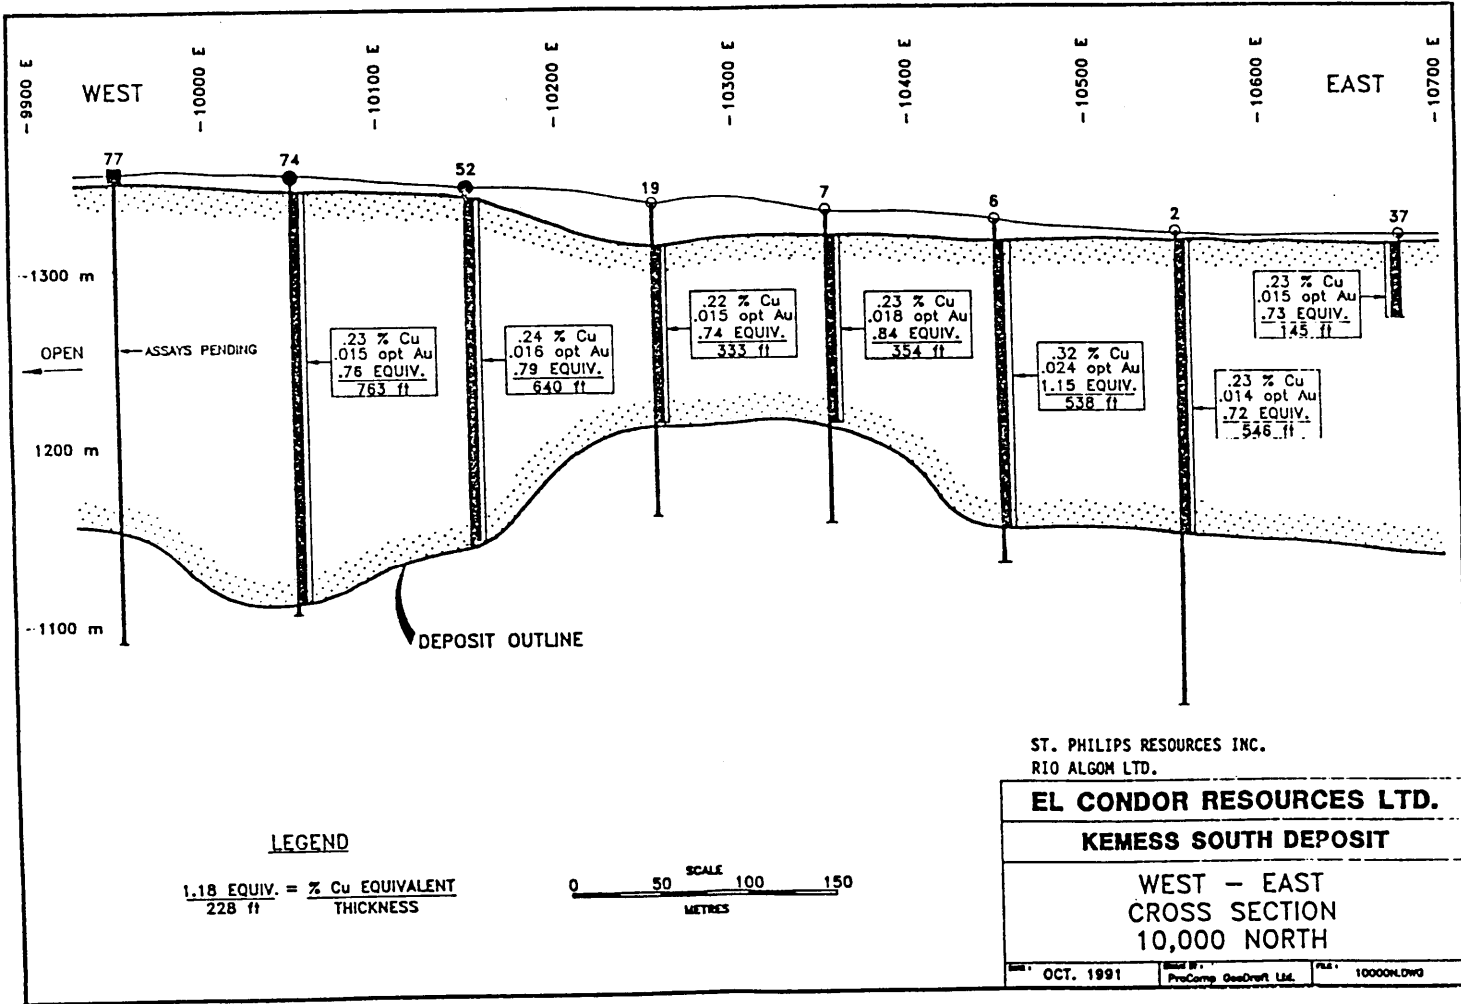 -9900 E
-10000 E
-10100 E
-10200 E
-10300 E
-10400 E
-10500 E
-10600 E
-10700 E
WEST
EAST
77
74
52
19
7
6
2
37
-1300 m
1200 m
-1100 m
OPEN
ASSAYS PENDING
.23 % Cu
.015 opt Au
.76 EQUIV.
763 ft
.24 % Cu
.016 opt Au
.79 EQUIV.
640 ft
.22 % Cu
.015 opt Au
.74 EQUIV.
333 ft
.23 % Cu
.018 opt Au
.84 EQUIV.
354 ft
.32 % Cu
.024 opt Au
1.15 EQUIV.
538 ft
.23 % Cu
.014 opt Au
.72 EQUIV.
546 ft
.23 % Cu
.015 opt Au
.73 EQUIV.
145 ft
DEPOSIT OUTLINE
LEGEND
1.18 EQUIV. = % Cu EQUIVALENT
228 ft THICKNESS
SCALE
0 50 100 150
METRES
ST. PHILIPS RESOURCES INC.
RIO ALGOM LTD.
EL CONDOR RESOURCES LTD.
KEMESS SOUTH DEPOSIT
WEST – EAST
CROSS SECTION
10,000 NORTH
OCT. 1991
ProComp GeoDraft Ltd.
10000N.DWG